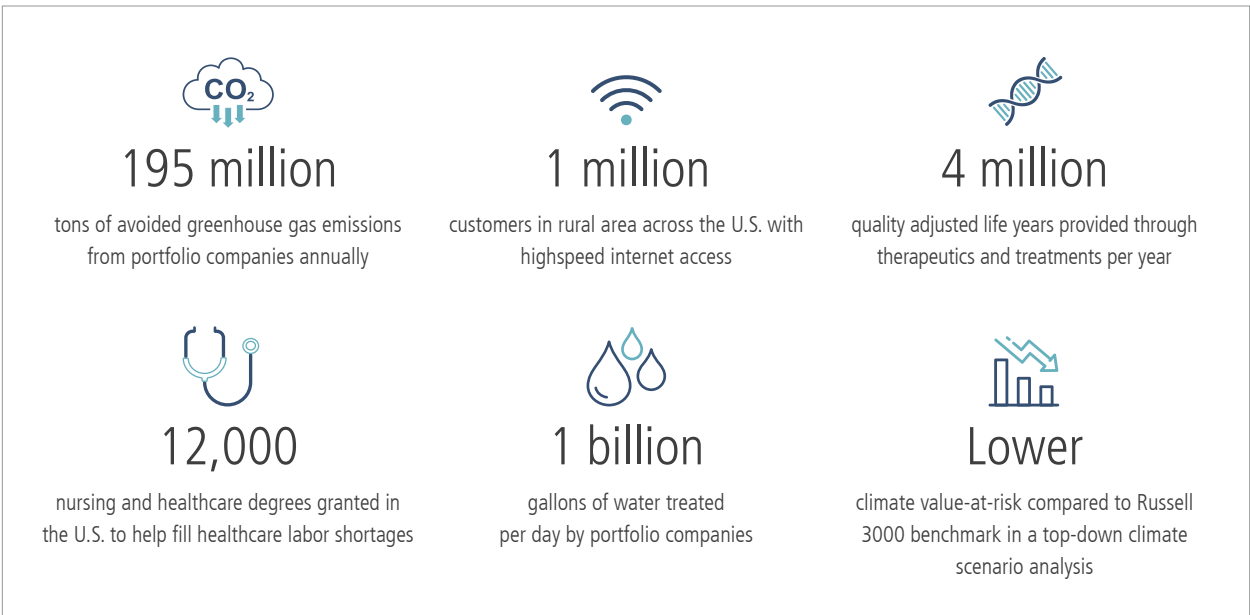 CO₂
195 million
tons of avoided greenhouse gas emissions
from portfolio companies annually
1 million
customers in rural area across the U.S. with
highspeed internet access
4 million
quality adjusted life years provided through
therapeutics and treatments per year
12,000
nursing and healthcare degrees granted in
the U.S. to help fill healthcare labor shortages
1 billion
gallons of water treated
per day by portfolio companies
Lower
climate value-at-risk compared to Russell
3000 benchmark in a top-down climate
scenario analysis